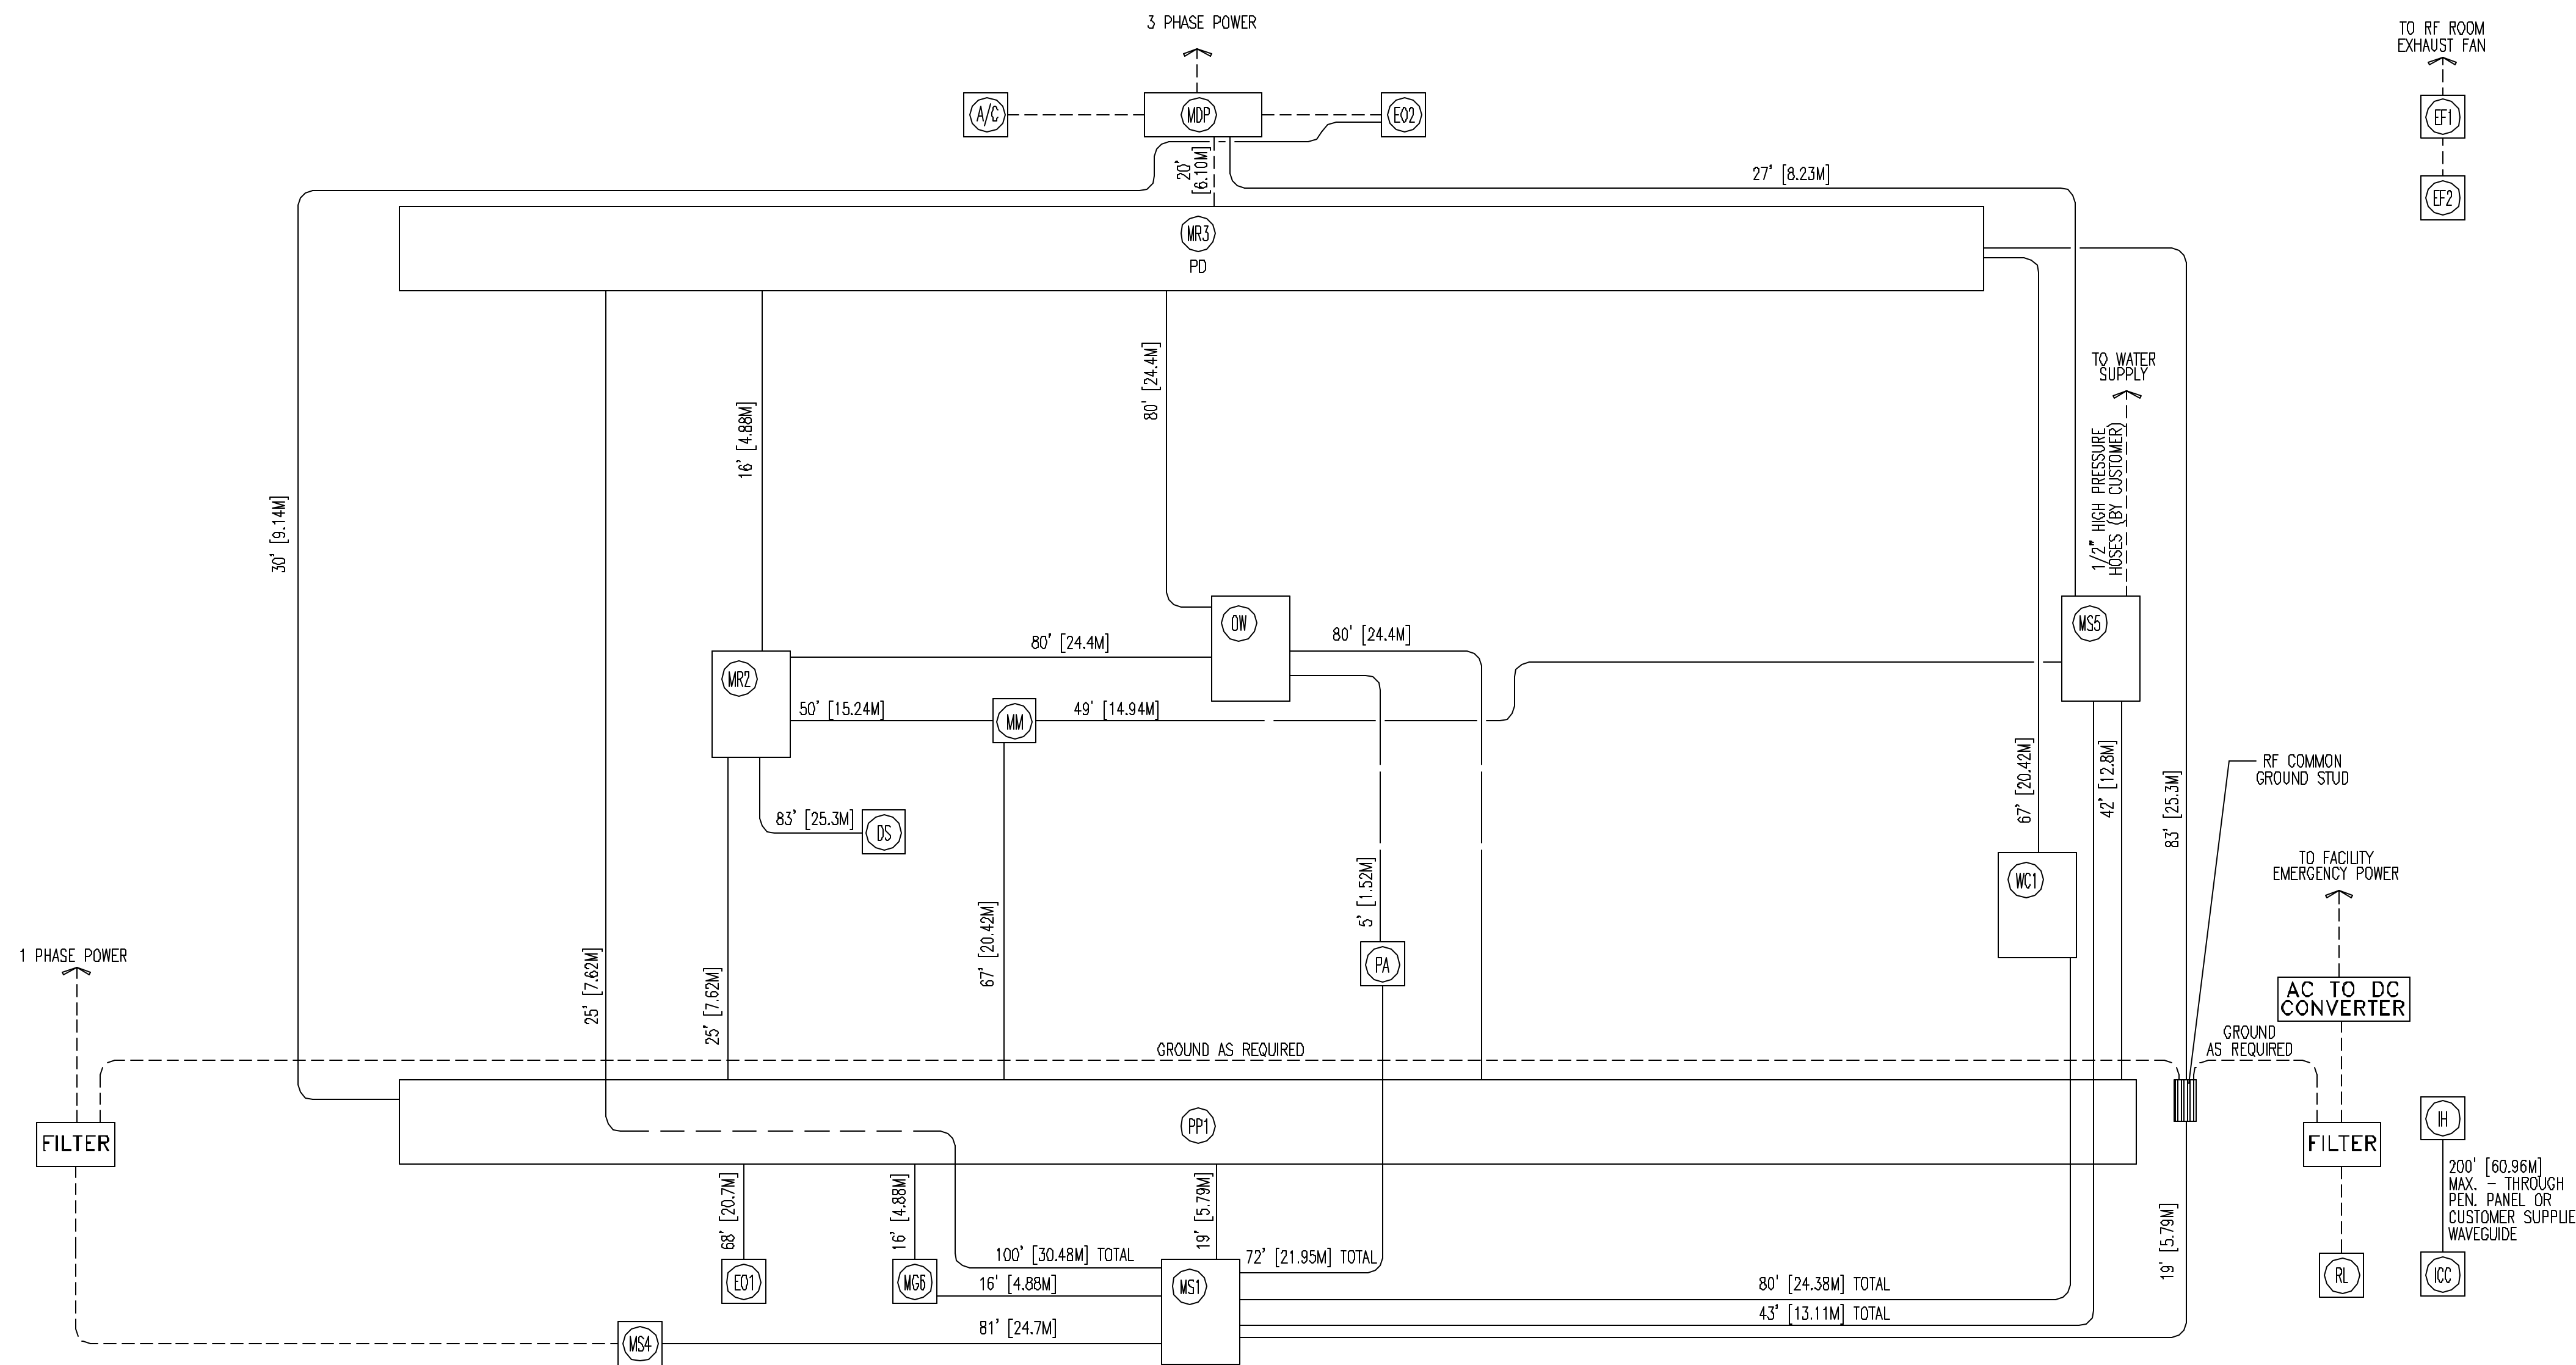 3 PHASE POWER
TO RF ROOM
EXHAUST FAN
A/C
MDP
EO2
EF1
20'
[6.10M]
27' [8.23M]
EF2
MR3
PD
80' [24.4M]
16' [4.88M]
30' [9.14M]
TO WATER
SUPPLY
1/2" HIGH PRESSURE
HOSES (BY CUSTOMER)
OW
MS5
80' [24.4M]
80' [24.4M]
MR2
50' [15.24M]
MM
49' [14.94M]
83' [25.3M]
DS
67' [20.42M]
42' [12.8M]
83' [25.3M]
RF COMMON
GROUND STUD
WC1
5' [1.52M]
TO FACILITY
EMERGENCY POWER
PA
1 PHASE POWER
25' [7.62M]
25' [7.62M]
67' [20.42M]
AC TO DC
CONVERTER
GROUND AS REQUIRED
GROUND
AS REQUIRED
FILTER
PP1
FILTER
IH
200' [60.96M]
MAX. - THROUGH
PEN. PANEL OR
CUSTOMER SUPPLIE
WAVEGUIDE
68' [20.7M]
16' [4.88M]
19' [5.79M]
19' [5.79M]
100' [30.48M] TOTAL
72' [21.95M] TOTAL
EO1
MG6
16' [4.88M]
MS1
80' [24.38M] TOTAL
RL
ICC
43' [13.11M] TOTAL
81' [24.7M]
MS4